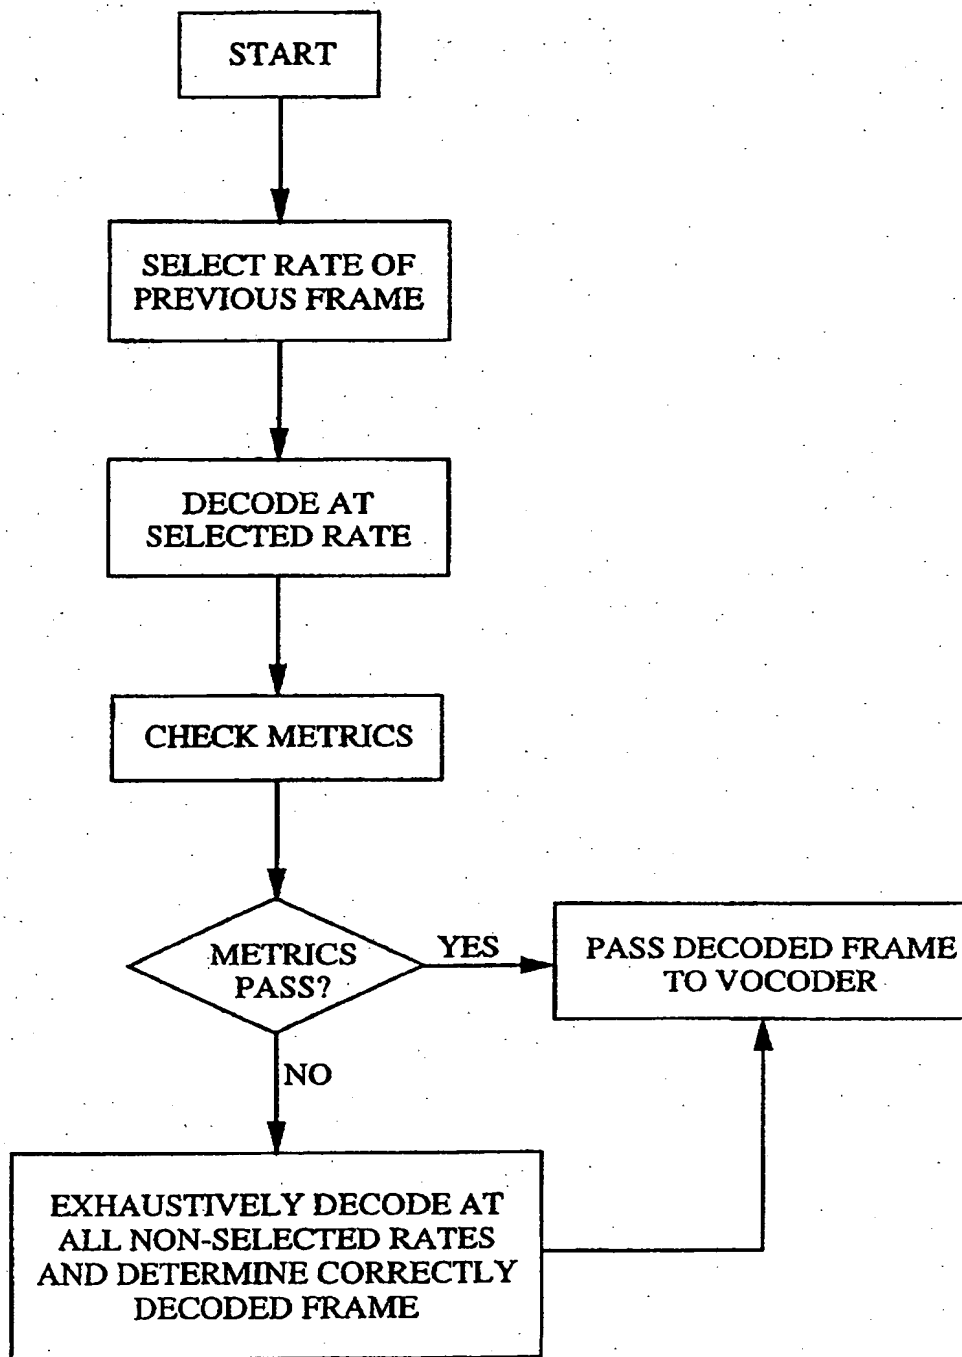 START
SELECT RATE OF
PREVIOUS FRAME
DECODE AT
SELECTED RATE
CHECK METRICS
METRICS
PASS?
YES
PASS DECODED FRAME
TO VOCODER
NO
EXHAUSTIVELY DECODE AT
ALL NON-SELECTED RATES
AND DETERMINE CORRECTLY
DECODED FRAME